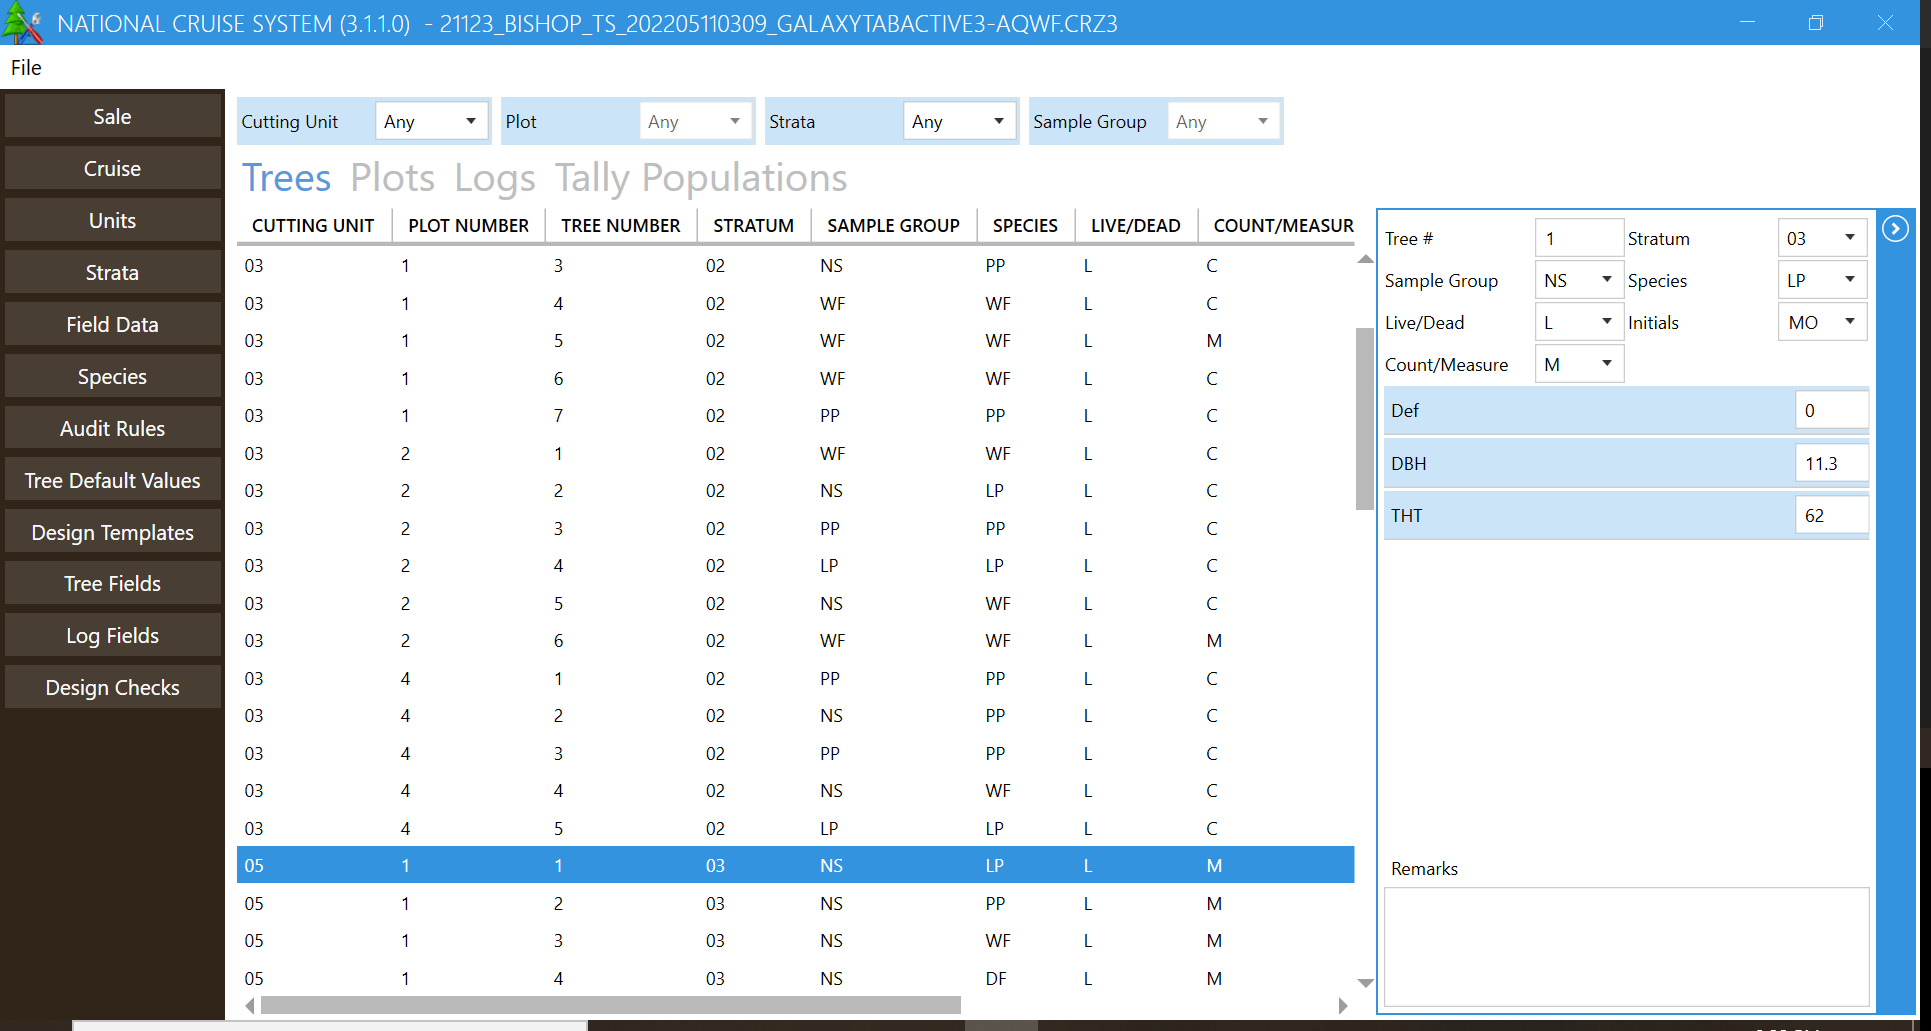 NATIONAL CRUISE SYSTEM (3.1.1.0) - 21123_BISHOP_TS_202205110309_GALAXYTABACTIVE3-AQWF.CRZ3
File
Sale
Cruise
Units
Strata
Field Data
Species
Audit Rules
Tree Default Values
Design Templates
Tree Fields
Log Fields
Design Checks
Cutting Unit Any Plot Any Strata Any Sample Group Any
Trees Plots Logs Tally Populations
CUTTING UNIT PLOT NUMBER TREE NUMBER STRATUM SAMPLE GROUP SPECIES LIVE/DEAD COUNT/MEASUR
03 1 3 02 NS PP L C
03 1 4 02 WF WF L C
03 1 5 02 WF WF L M
03 1 6 02 WF WF L C
03 1 7 02 PP PP L C
03 2 1 02 WF WF L C
03 2 2 02 NS LP L C
03 2 3 02 PP PP L C
03 2 4 02 LP LP L C
03 2 5 02 NS WF L C
03 2 6 02 WF WF L M
03 4 1 02 PP PP L C
03 4 2 02 NS PP L C
03 4 3 02 PP PP L C
03 4 4 02 NS WF L C
03 4 5 02 LP LP L C
05 1 1 03 NS LP L M
05 1 2 03 NS PP L M
05 1 3 03 NS WF L M
05 1 4 03 NS DF L M
Tree # 1 Stratum 03
Sample Group NS Species LP
Live/Dead L Initials MO
Count/Measure M
Def 0
DBH 11.3
THT 62
Remarks